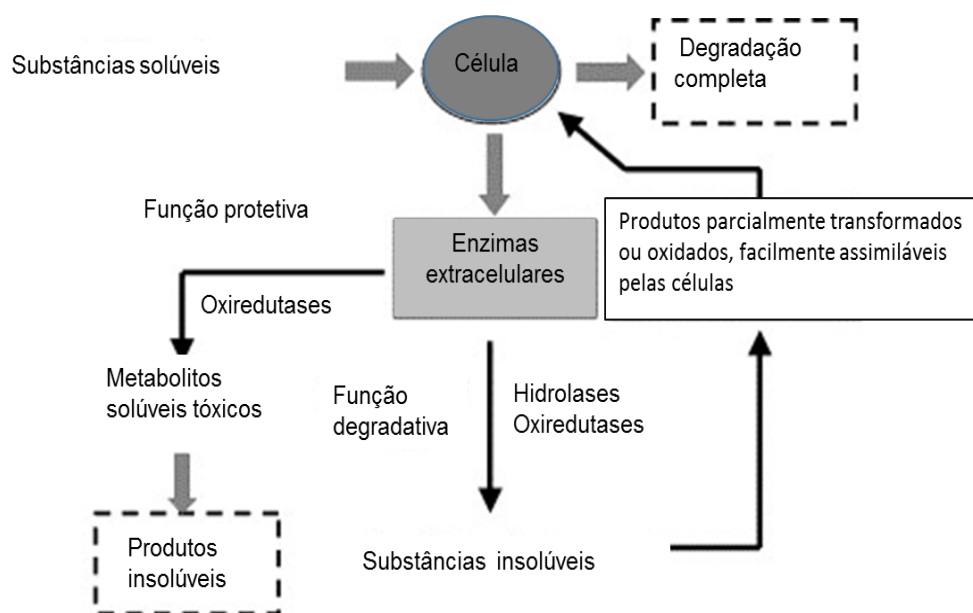 Substâncias solúveis
Célula
Degradação
completa
Função protetiva
Enzimas
extracelulares
Produtos parcialmente transformados
ou oxidados, facilmente assimiláveis
pelas células
Oxiredutases
Metabolitos
solúveis tóxicos
Função
degradativa
Hidrolases
Oxiredutases
Produtos
insolúveis
Substâncias insolúveis